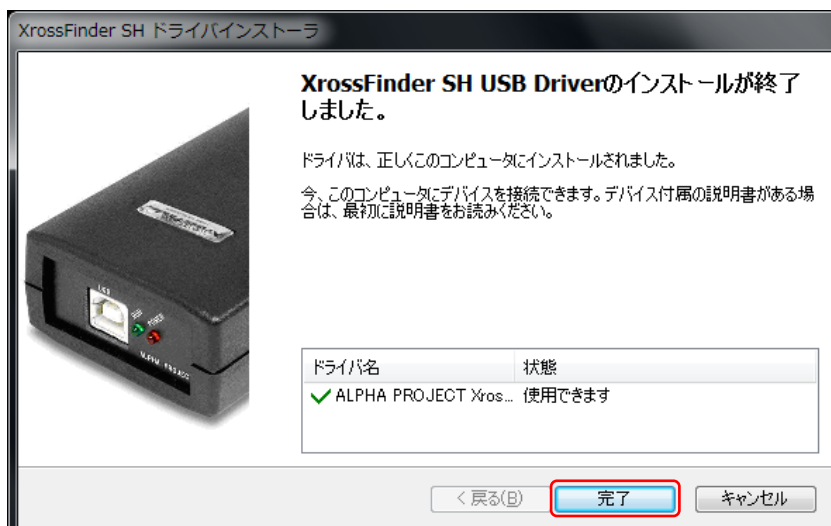 XrossFinder SH ドライバインストーラ
XrossFinder SH USB Driverのインストールが終了
しました。
ドライバは、正しくこのコンピュータにインストールされました。
今、このコンピュータにデバイスを接続できます。デバイス付属の説明書がある場
合は、最初に説明書をお読みください。
USB
RUN POWER
ALPHA PROJECT
ドライバ名 状態
ALPHA PROJECT Xros... 使用できます
< 戻る(B) 完了 キャンセル